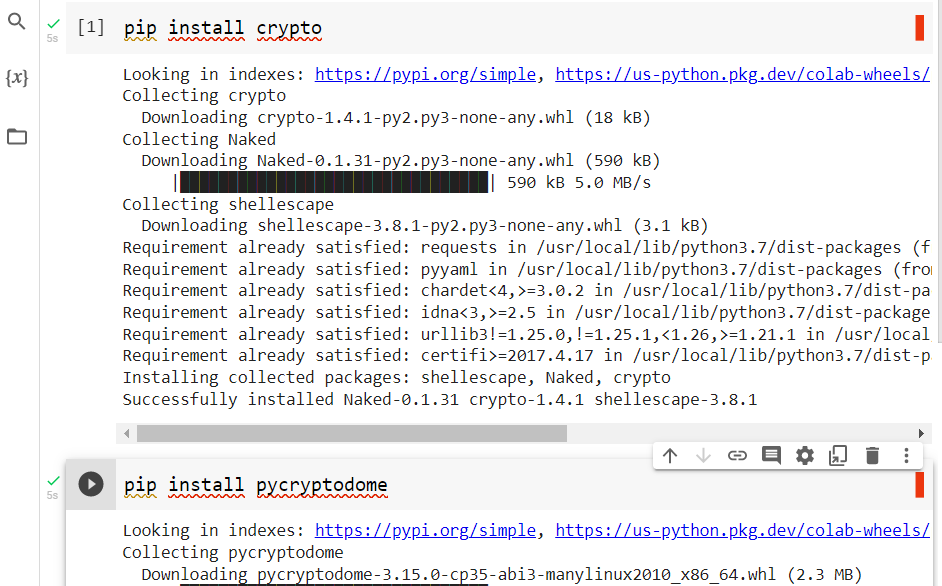 5s
[1] pip install crypto
{x}
Looking in indexes: https://pypi.org/simple, https://us-python.pkg.dev/colab-wheels/
Collecting crypto
Downloading crypto-1.4.1-py2.py3-none-any.whl (18 kB)
Collecting Naked
Downloading Naked-0.1.31-py2.py3-none-any.whl (590 kB)
| | 590 kB 5.0 MB/s
Collecting shellescape
Downloading shellescape-3.8.1-py2.py3-none-any.whl (3.1 kB)
Requirement already satisfied: requests in /usr/local/lib/python3.7/dist-packages (f
Requirement already satisfied: pyyaml in /usr/local/lib/python3.7/dist-packages (fro
Requirement already satisfied: chardet<4,>=3.0.2 in /usr/local/lib/python3.7/dist-pa
Requirement already satisfied: idna<3,>=2.5 in /usr/local/lib/python3.7/dist-package
Requirement already satisfied: urllib3!=1.25.0,!=1.25.1,<1.26,>=1.21.1 in /usr/local
Requirement already satisfied: certifi>=2017.4.17 in /usr/local/lib/python3.7/dist-p
Installing collected packages: shellescape, Naked, crypto
Successfully installed Naked-0.1.31 crypto-1.4.1 shellescape-3.8.1
5s
pip install pycryptodome
Looking in indexes: https://pypi.org/simple, https://us-python.pkg.dev/colab-wheels/
Collecting pycryptodome
Downloading pycryptodome-3.15.0-cp35-abi3-manylinux2010_x86_64.whl (2.3 MB)